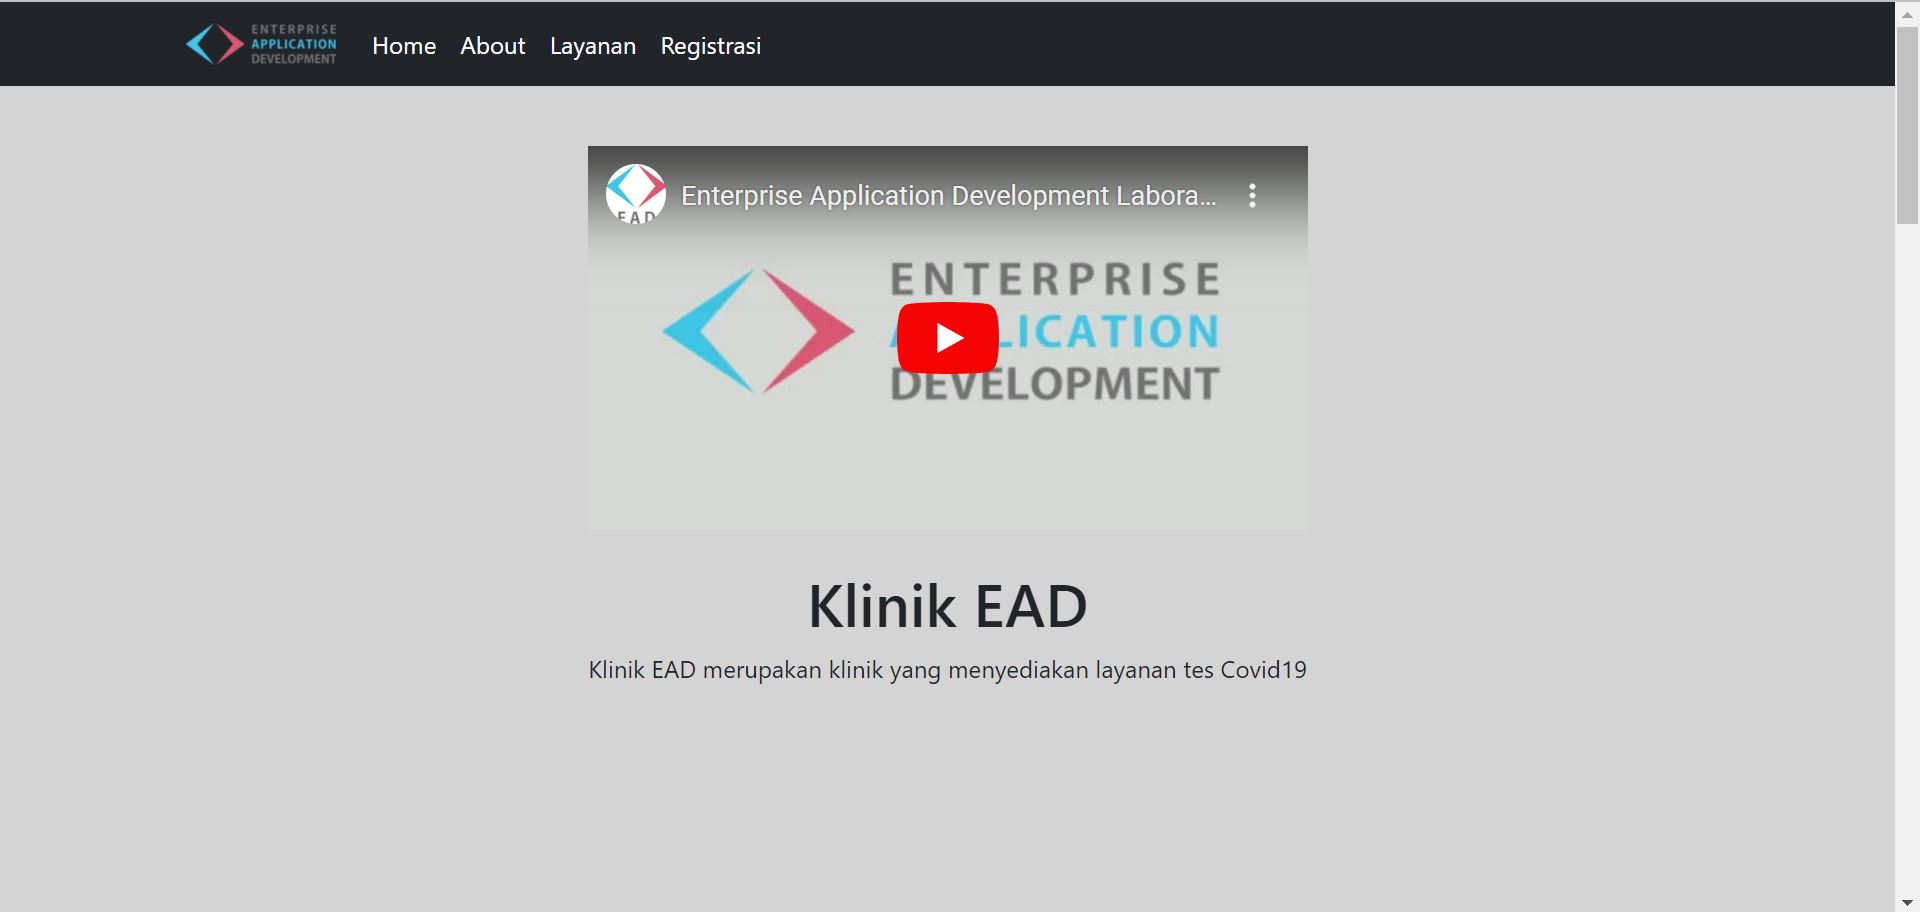 ENTERPRISE
APPLICATION
DEVELOPMENT
Home About Layanan Registrasi
EAD
Enterprise Application Development Labora...
ENTERPRISE
LICATION
DEVELOPMENT
Klinik EAD
Klinik EAD merupakan klinik yang menyediakan layanan tes Covid19